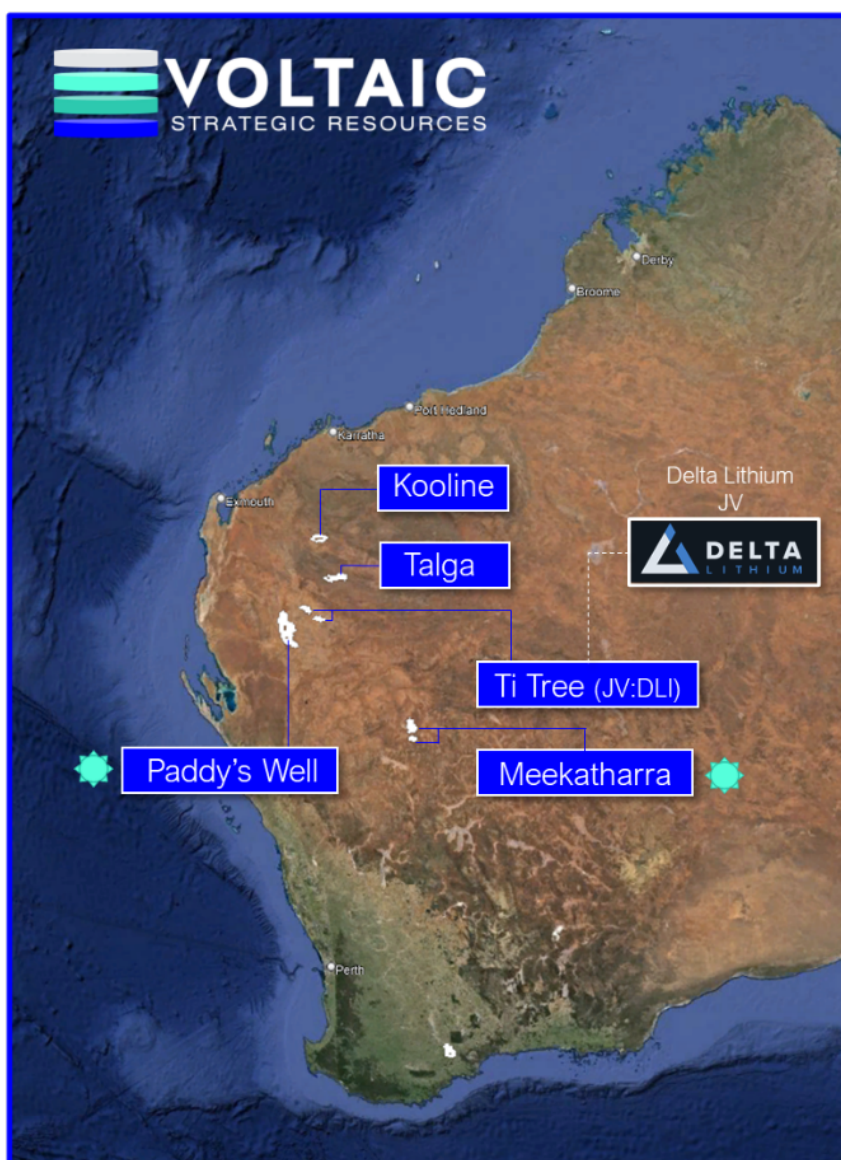 VOLTAIC
STRATEGIC RESOURCES
Derby
Broome
Port Hedland
Karratha
Exmouth
Kooline
Delta Lithium
JV
DELTA
LITHIUM
Talga
Ti Tree (JV:DLI)
Paddy's Well
Meekatharra
Perth